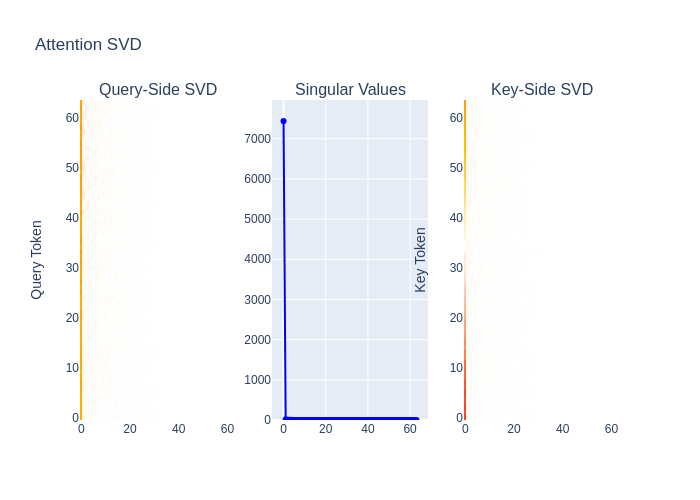 Attention SVD
Query-Side SVD
Singular Values
Key-Side SVD
Query Token
60
50
40
30
20
10
0
0 20 40 60
7000
6000
5000
4000
3000
2000
1000
0
0 20 40 60
Key Token
60
50
40
30
20
10
0
0 20 40 60